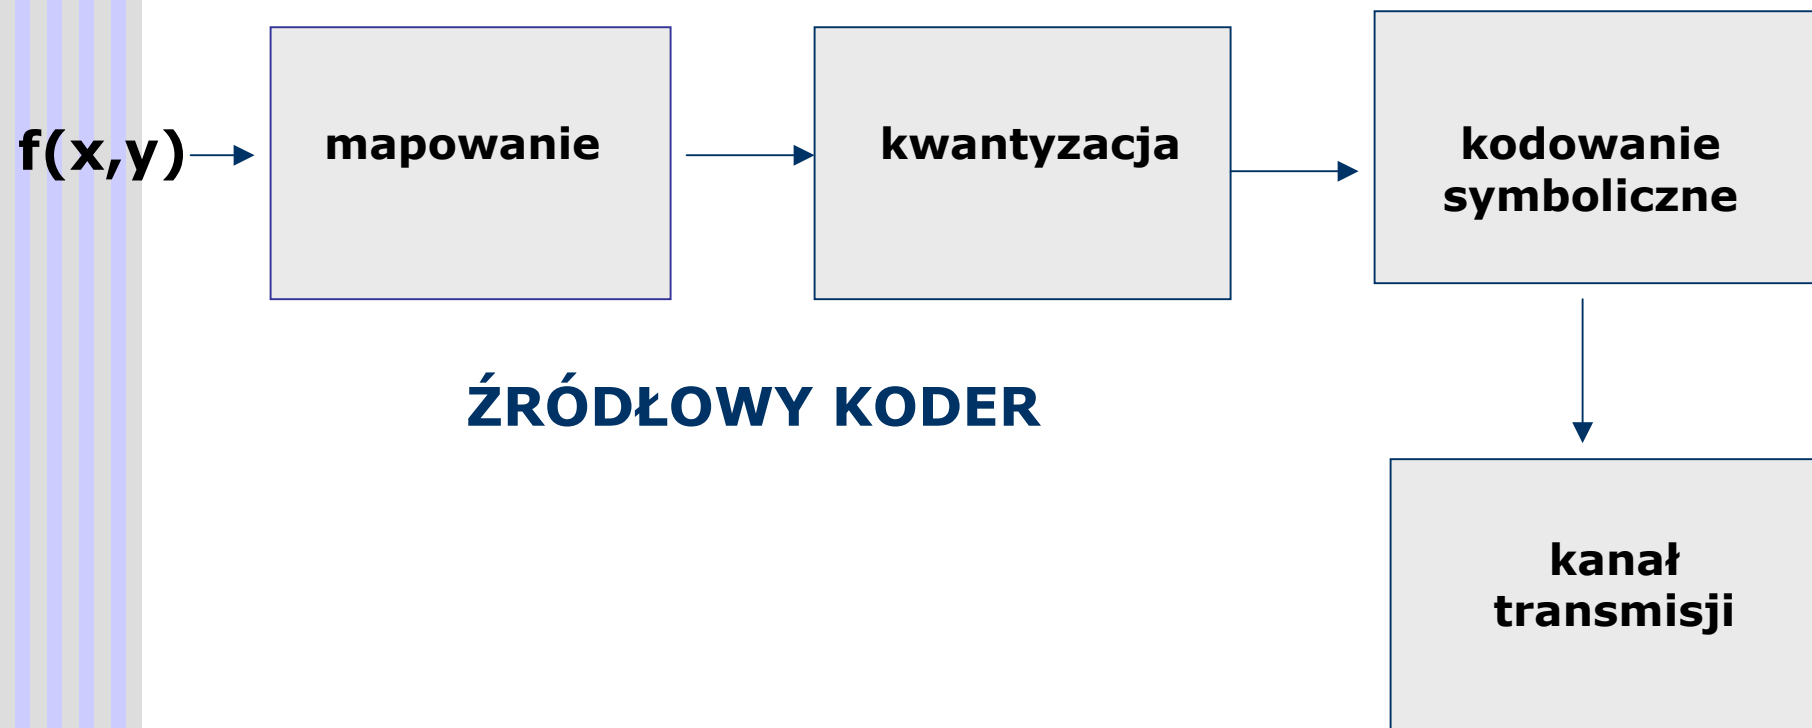 f(x,y)
mapowanie
kwantyzacja
kodowanie
symboliczne
ŹRÓDŁOWY KODER
kanał
transmisji